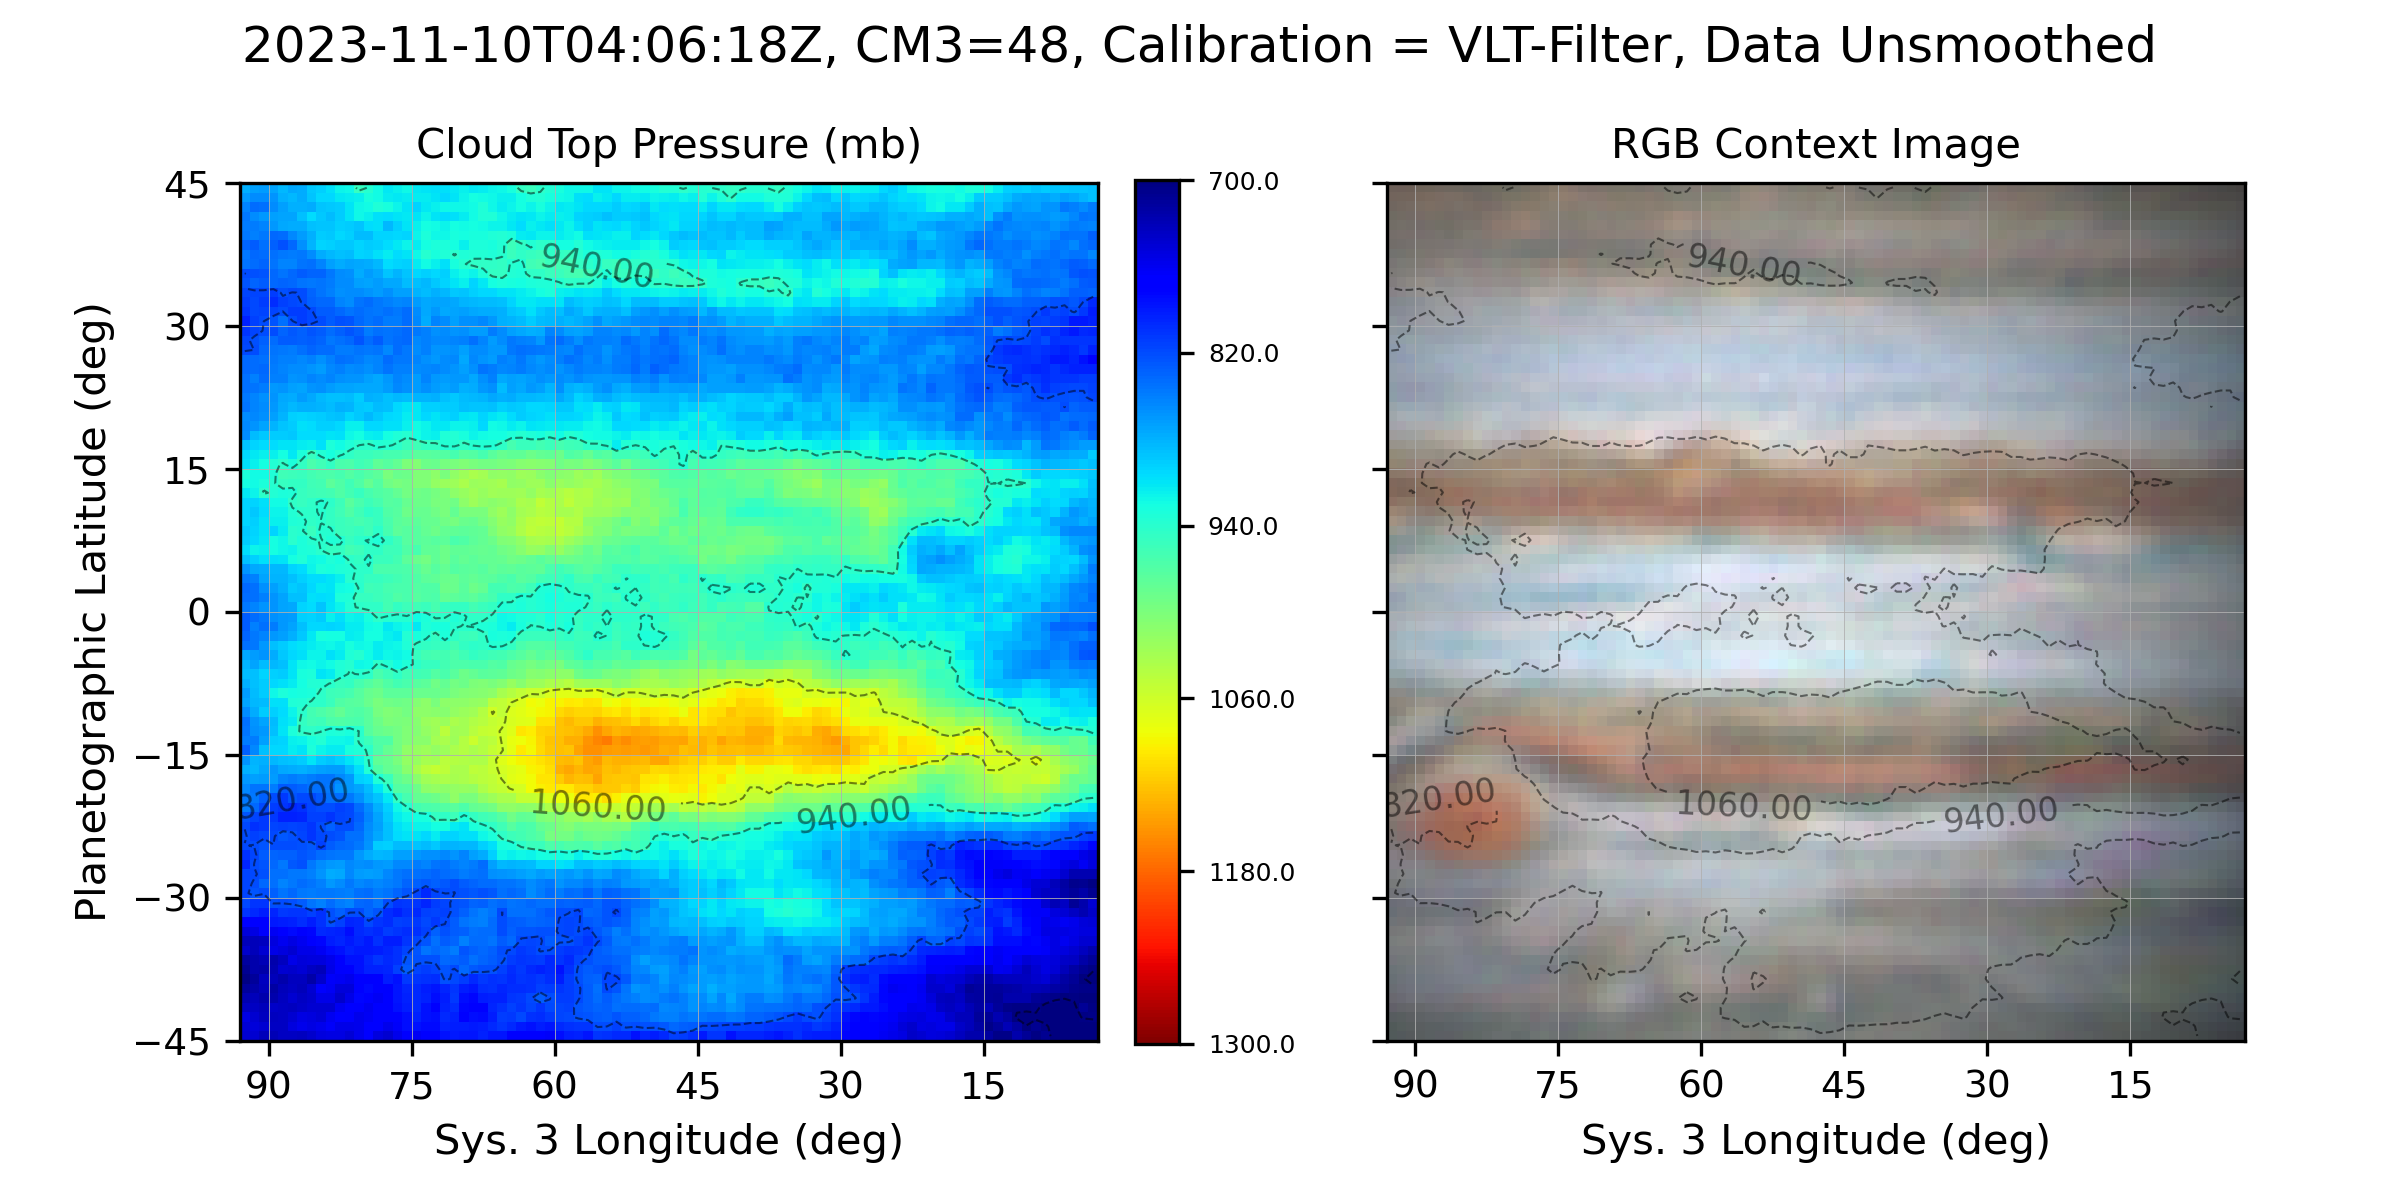 2023-11-10T04:06:18Z, CM3=48, Calibration = VLT-Filter, Data Unsmoothed
Cloud Top Pressure (mb)
RGB Context Image
Planetographic Latitude (deg)
45
30
15
0
−15
−30
−45
940.00
820.00
1060.00
940.00
90 75 60 45 30 15
Sys. 3 Longitude (deg)
700.0
820.0
940.0
1060.0
1180.0
1300.0
940.00
820.00
1060.00
940.00
90 75 60 45 30 15
Sys. 3 Longitude (deg)